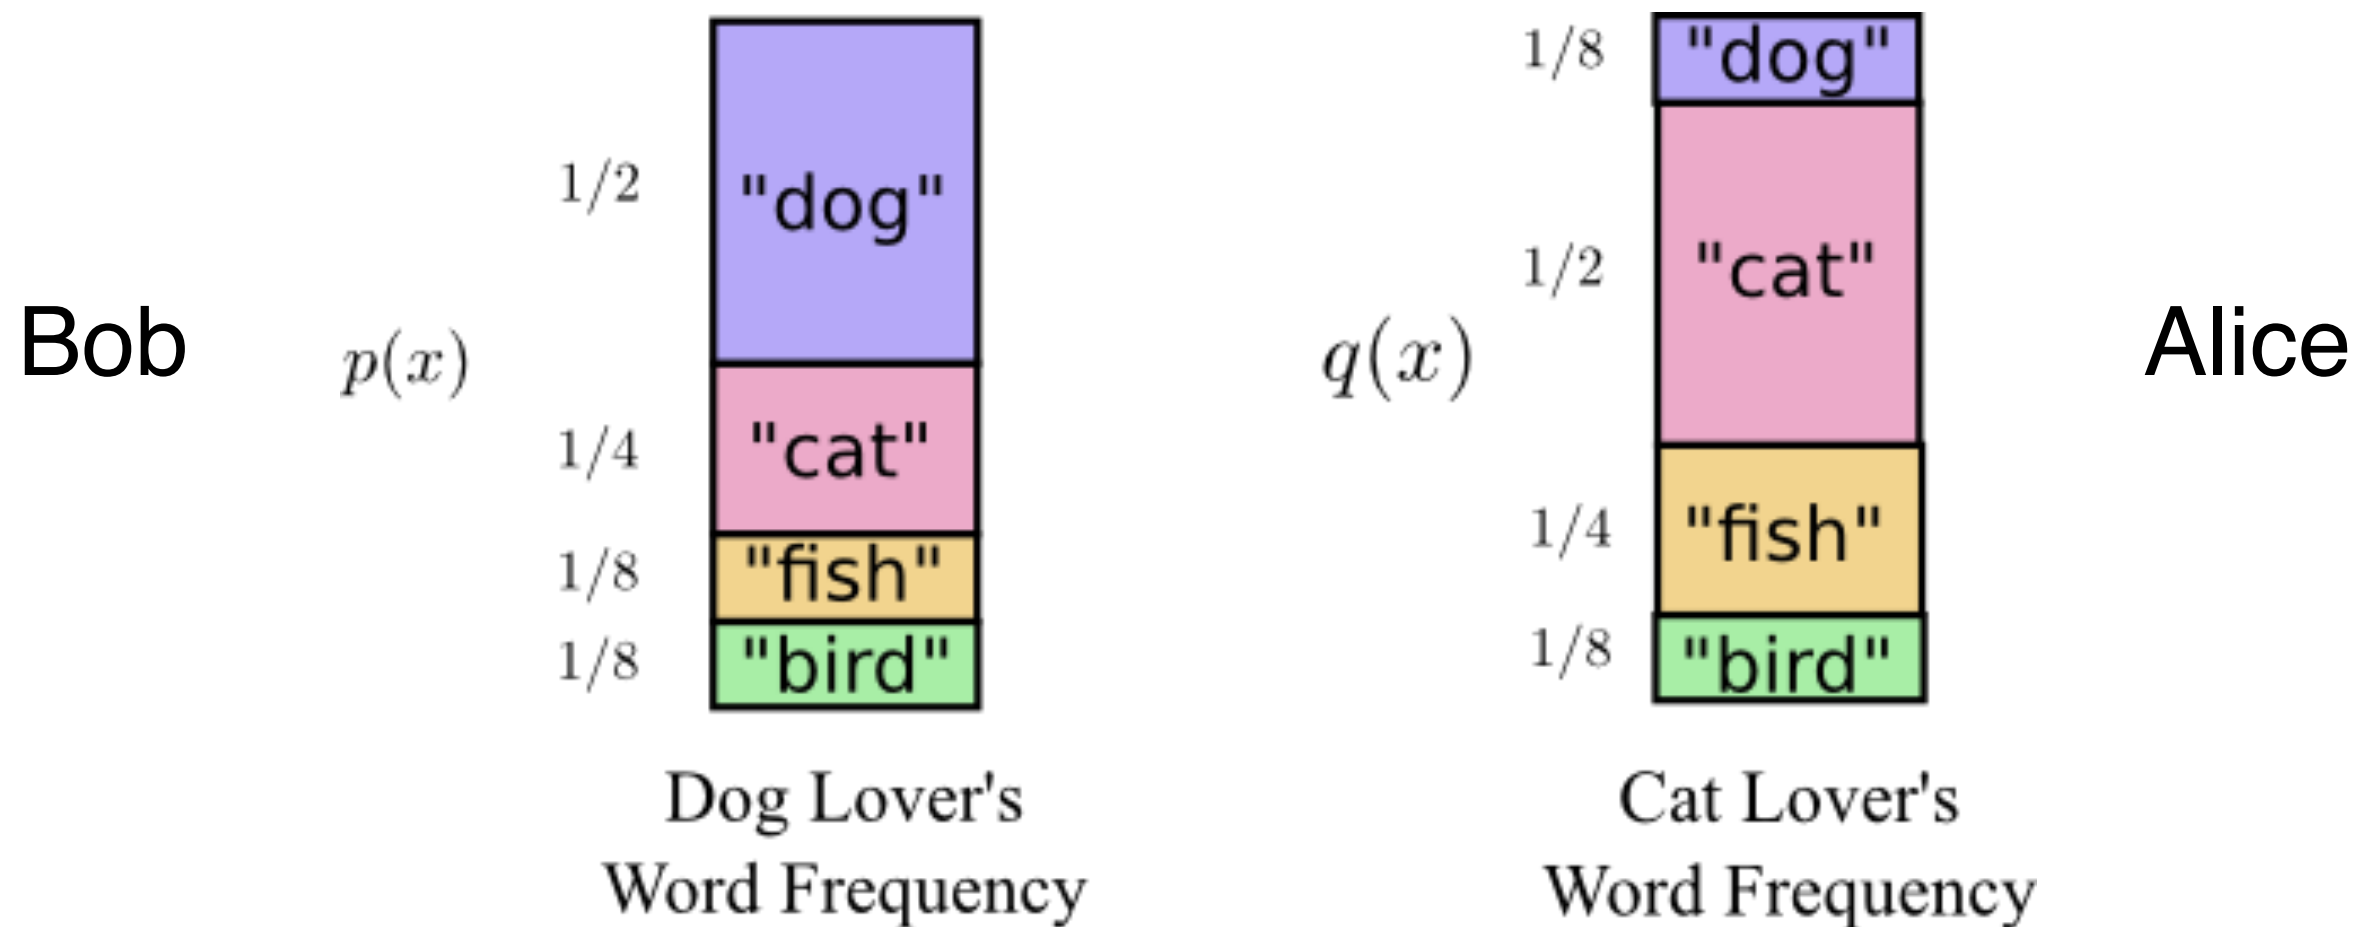 Bob
p(x)
1/2
"dog"
1/4
"cat"
1/8
"fish"
1/8
"bird"
Dog Lover's
Word Frequency
q(x)
1/8
"dog"
1/2
"cat"
1/4
"fish"
1/8
"bird"
Cat Lover's
Word Frequency
Alice